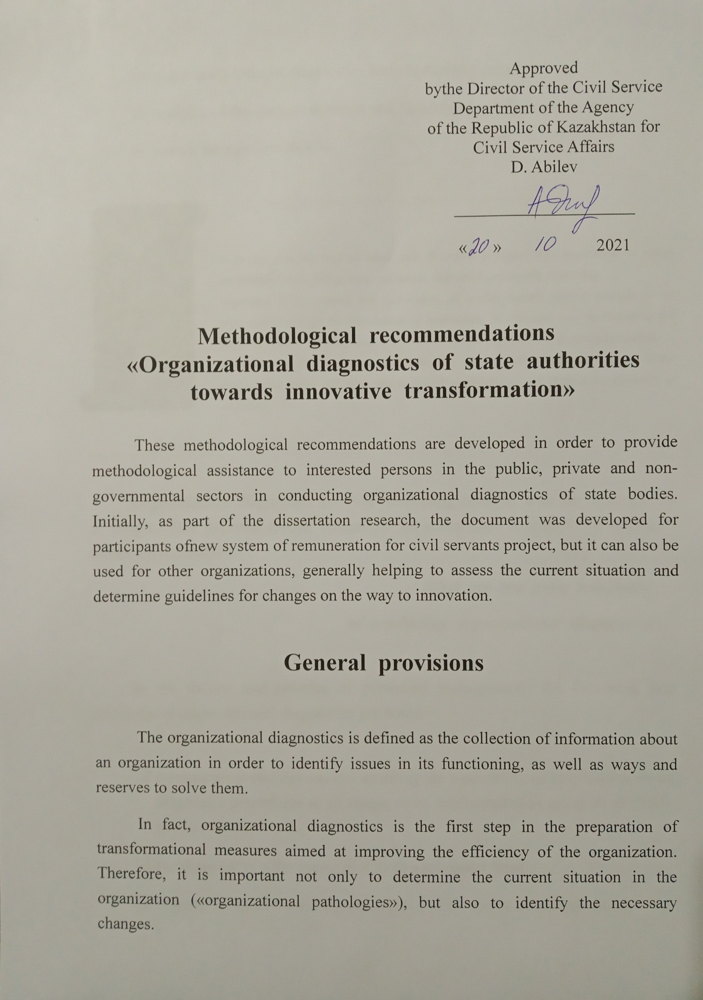 Approved
bythe Director of the Civil Service
Department of the Agency
of the Republic of Kazakhstan for
Civil Service Affairs
D. Abilev
«20» 10 2021
Methodological recommendations
«Organizational diagnostics of state authorities
towards innovative transformation»
These methodological recommendations are developed in order to provide
methodological assistance to interested persons in the public, private and non-
governmental sectors in conducting organizational diagnostics of state bodies.
Initially, as part of the dissertation research, the document was developed for
participants ofnew system of remuneration for civil servants project, but it can also be
used for other organizations, generally helping to assess the current situation and
determine guidelines for changes on the way to innovation.
General provisions
The organizational diagnostics is defined as the collection of information about
an organization in order to identify issues in its functioning, as well as ways and
reserves to solve them.
In fact, organizational diagnostics is the first step in the preparation of
transformational measures aimed at improving the efficiency of the organization.
Therefore, it is important not only to determine the current situation in the
organization («organizational pathologies»), but also to identify the necessary
changes.